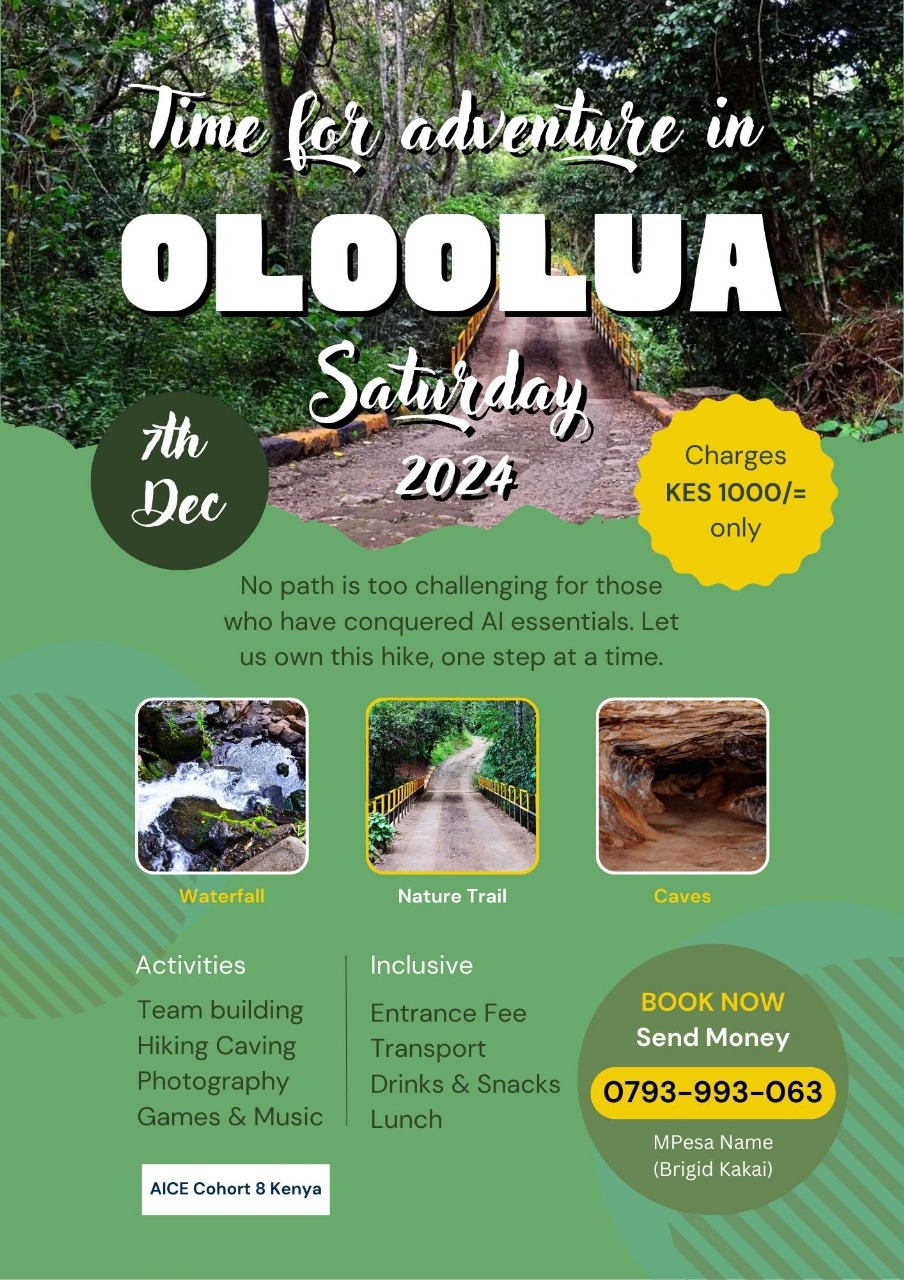 Time for adventure in
OLOOLUA
Saturday
2024
7th
Dec
Charges
KES 1000/=
only
No path is too challenging for those
who have conquered AI essentials. Let
us own this hike, one step at a time.
Waterfall
Nature Trail
Caves
Activities
Team building
Hiking Caving
Photography
Games & Music
Inclusive
Entrance Fee
Transport
Drinks & Snacks
Lunch
BOOK NOW
Send Money
0793-993-063
MPesa Name
(Brigid Kakai)
AICE Cohort 8 Kenya